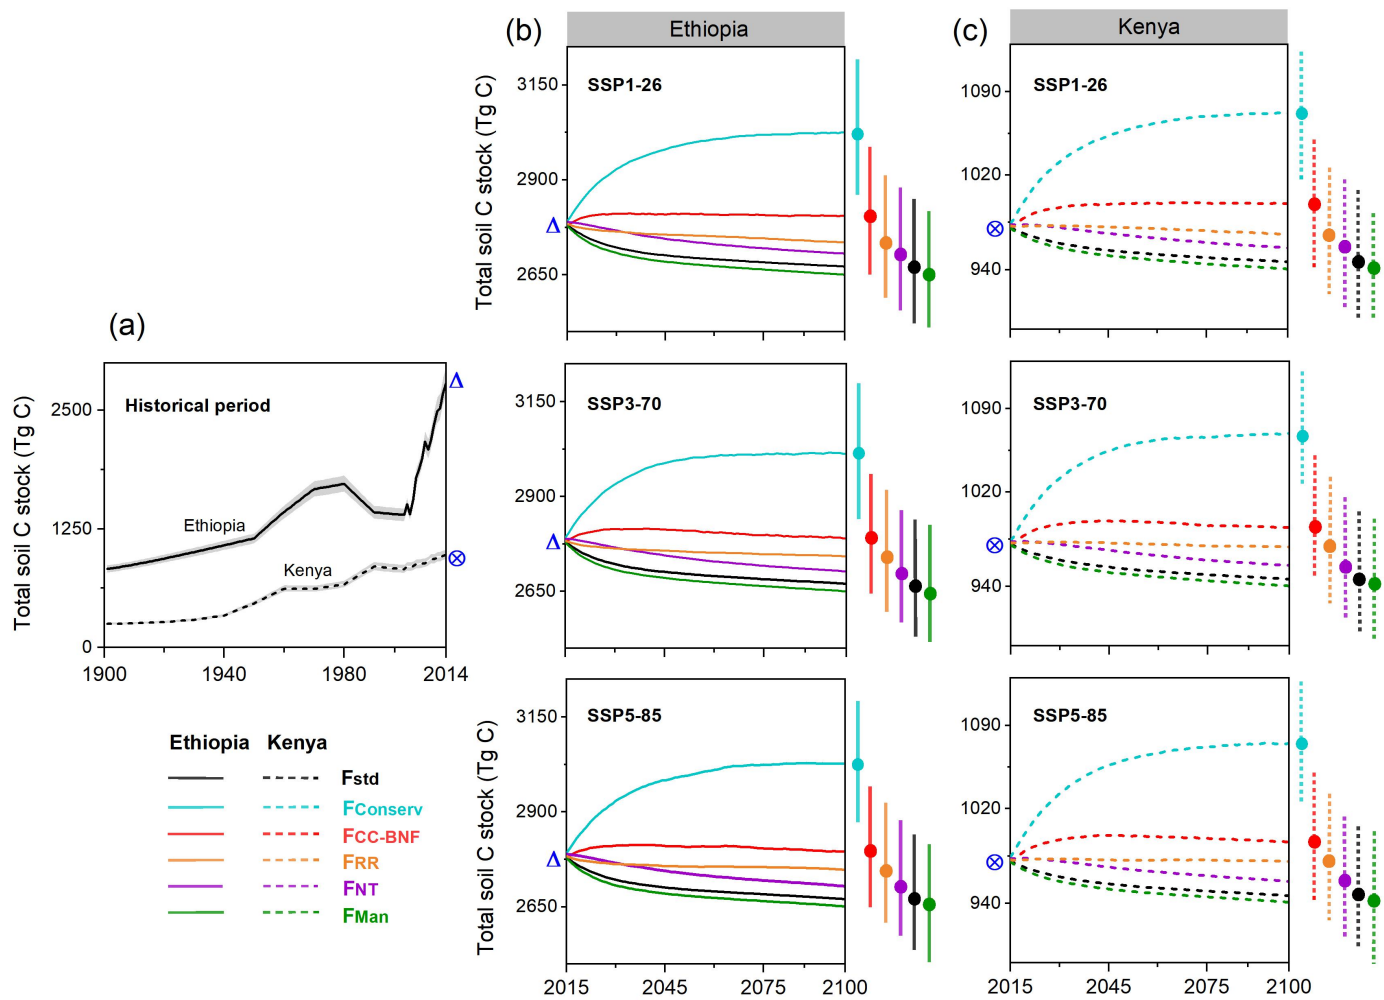 (b)
Ethiopia
(c)
Kenya
Total soil C stock (Tg C)
3150
2900
2650
SSP1-26
1090
1020
940
SSP1-26
(a)
Total soil C stock (Tg C)
2500
1250
0
Historical period
Ethiopia
Kenya
1900
1940
1980
2014
Δ
⊗
Δ
⊗
3150
2900
2650
SSP3-70
Δ
1090
1020
940
SSP3-70
⊗
Ethiopia Kenya
Fstd
FConserv
FCC-BNF
FRR
FNT
FMan
Total soil C stock (Tg C)
3150
2900
2650
SSP5-85
Δ
2015
2045
2075
2100
1090
1020
940
SSP5-85
⊗
2015
2045
2075
2100